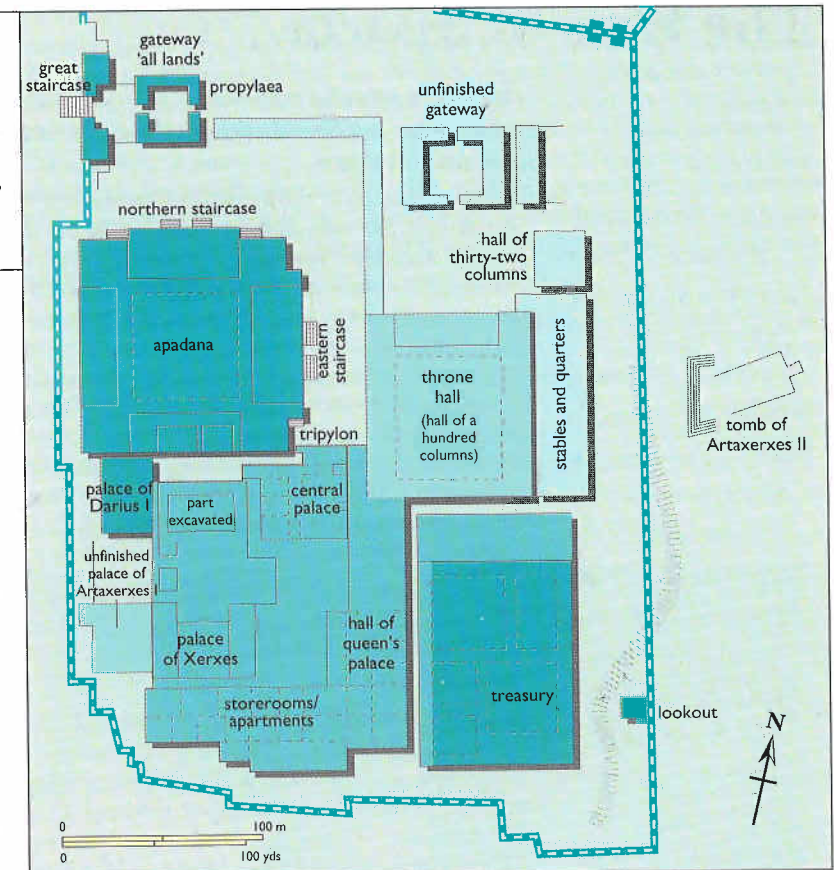 gateway
'all lands'
great
staircase
propylaea
unfinished
gateway
northern staircase
hall of
thirty-two
columns
apadana
eastern
staircase
throne
hall
(hall of a
hundred
columns)
stables and quarters
tomb of
Artaxerxes II
tripylon
palace of
Darius I
part
excavated
central
palace
unfinished
palace of
Artaxerxes I
palace
of Xerxes
hall of
queen's
palace
storerooms/
apartments
treasury
lookout
N
0 100 m
0 100 yds